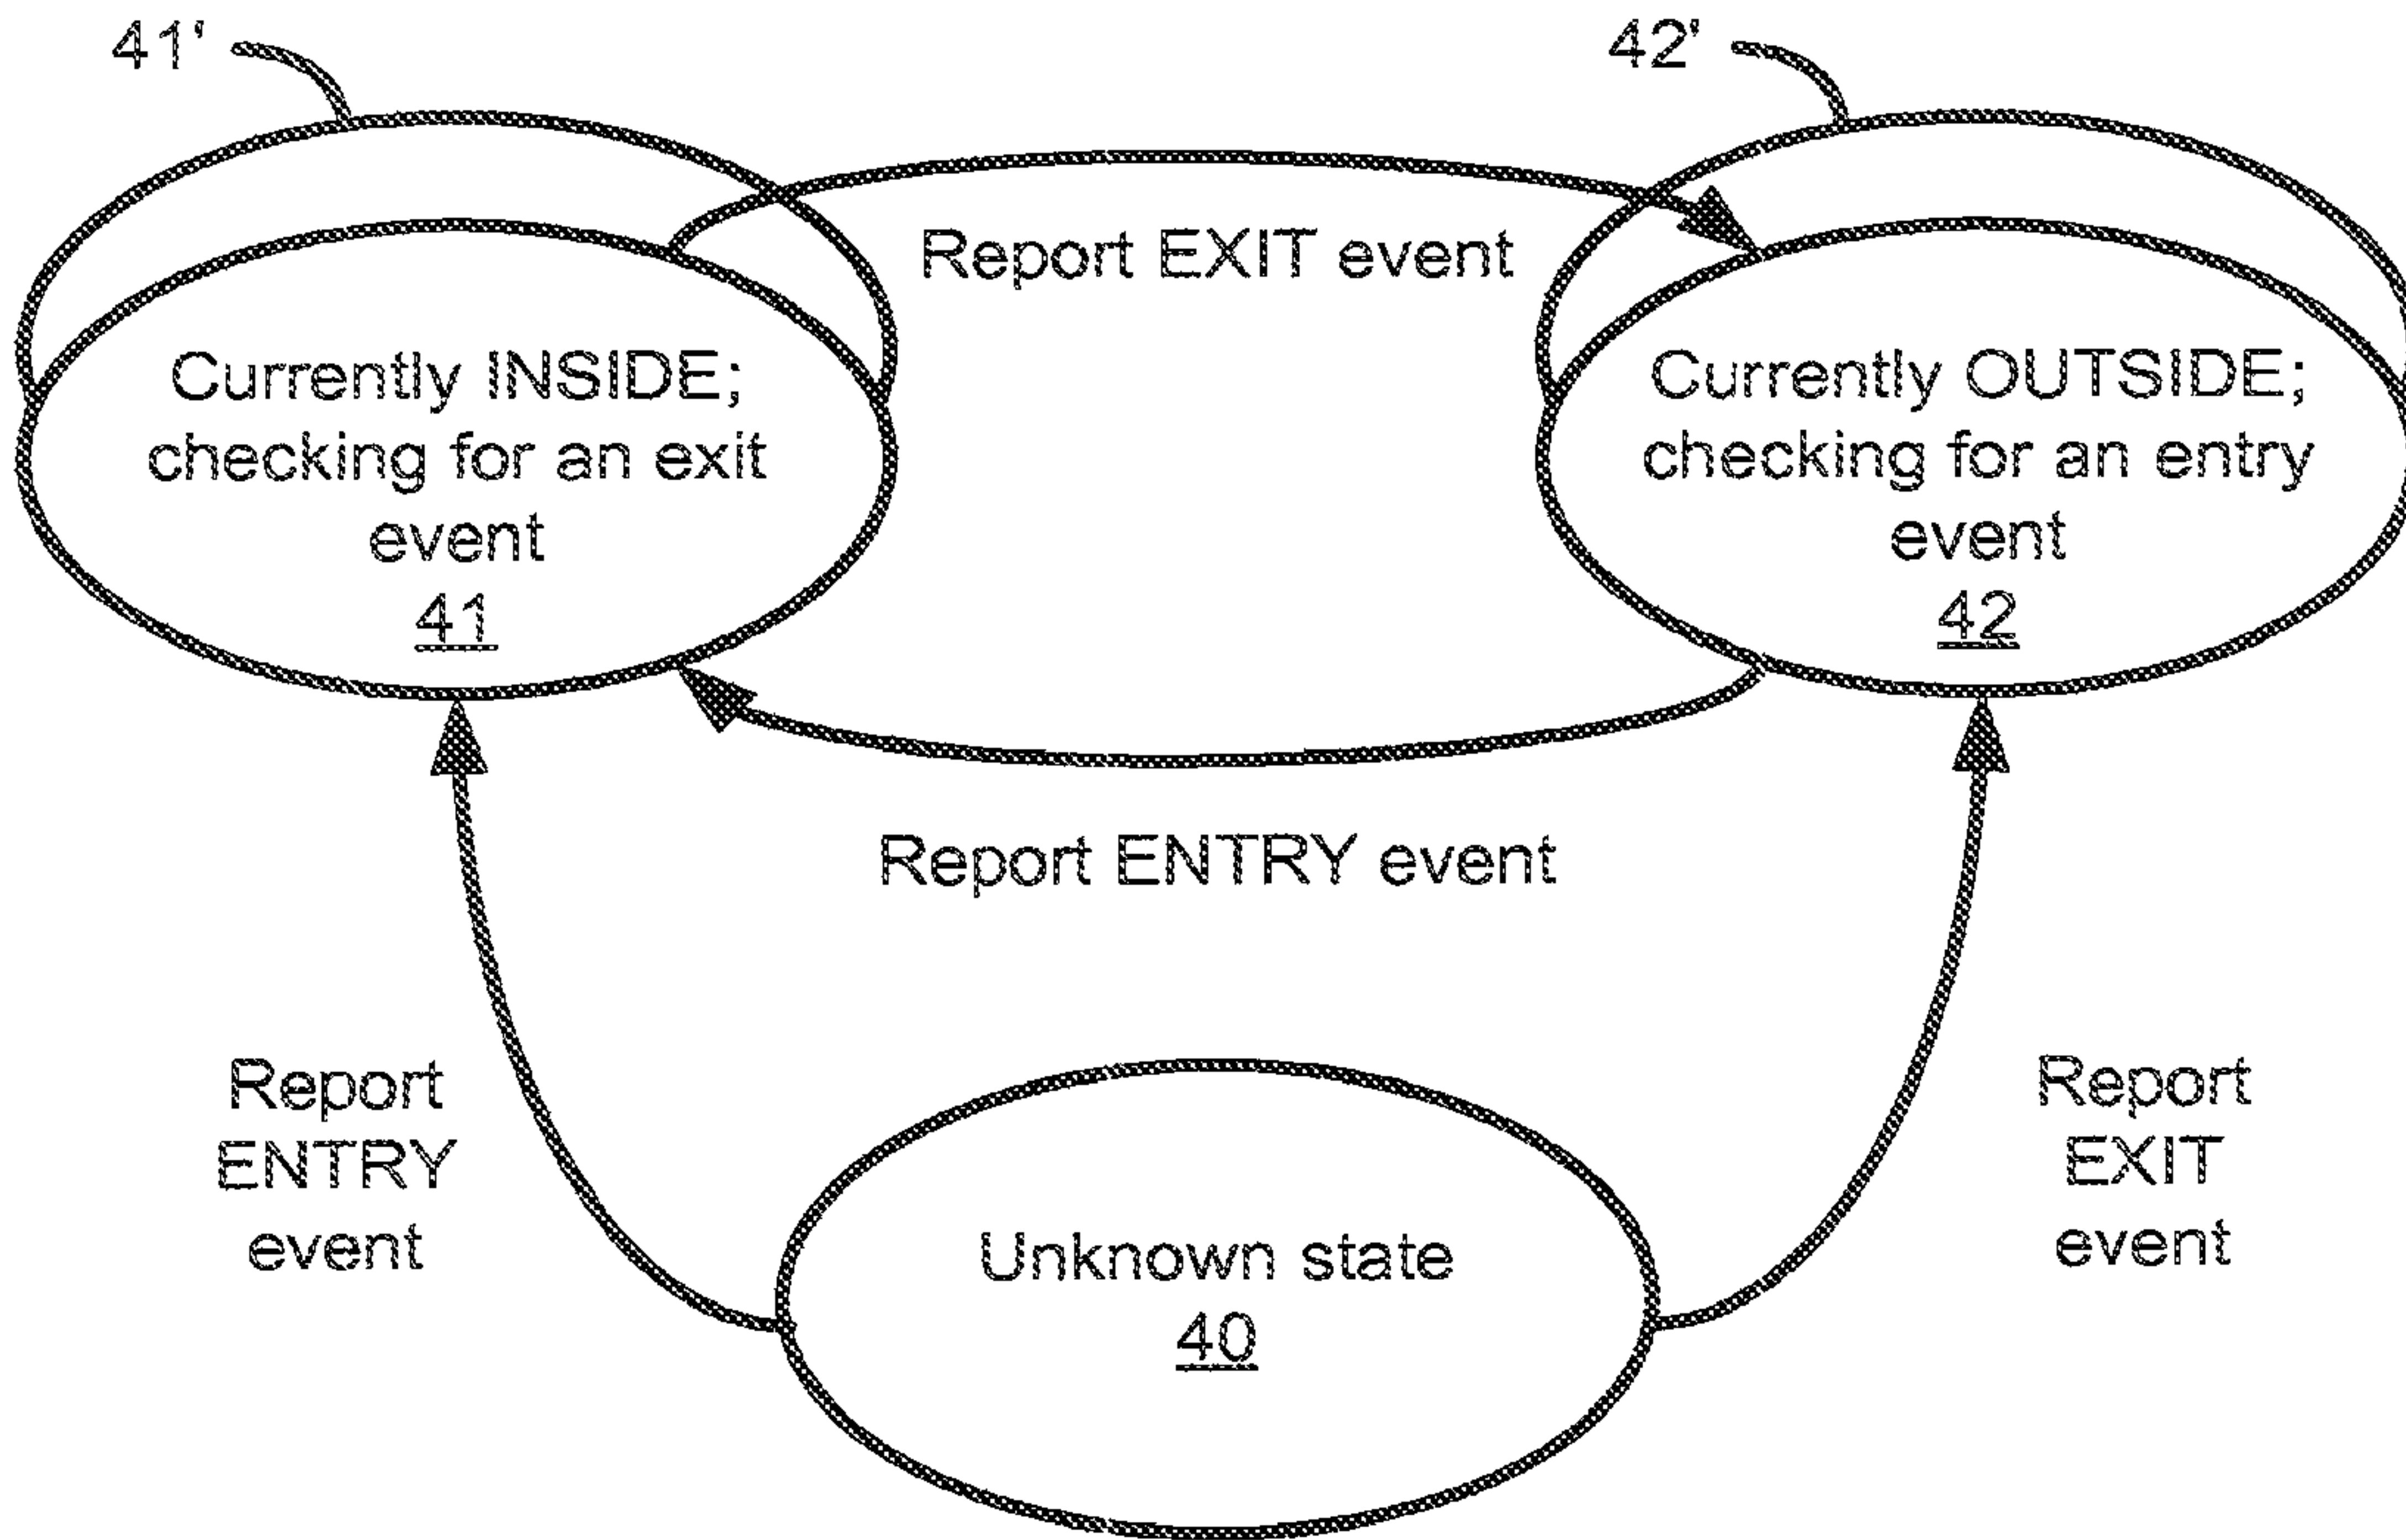 41'
42'
Report EXIT event
Currently INSIDE;
checking for an exit
event
41
Currently OUTSIDE;
checking for an entry
event
42
Report ENTRY event
Report
ENTRY
event
Report
EXIT
event
Unknown state
40